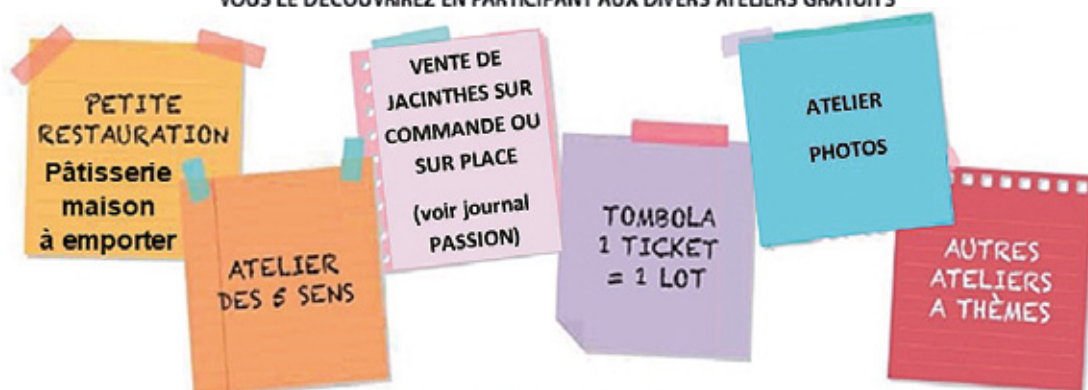 VOUS LE DÉCOUVRIREZ EN PARTICIPANT AUX DIVERS ATELIERS GRATUITS
PETITE
RESTAURATION
Pâtisserie
maison
à emporter
ATELIER
DES 5 SENS
VENTE DE
JACINTHES SUR
COMMANDE OU
SUR PLACE
(voir journal
PASSION)
TOMBOLA
1 TICKET
= 1 LOT
ATELIER
PHOTOS
AUTRES
ATELIERS
A THÈMES